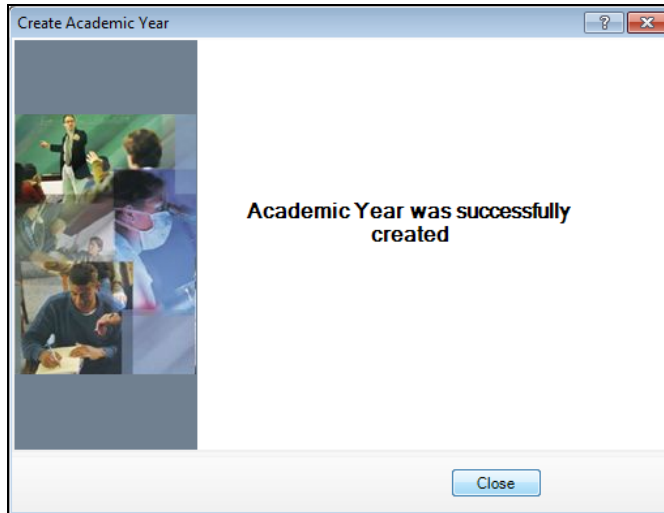 Create Academic Year
?
Academic Year was successfully
created
Close